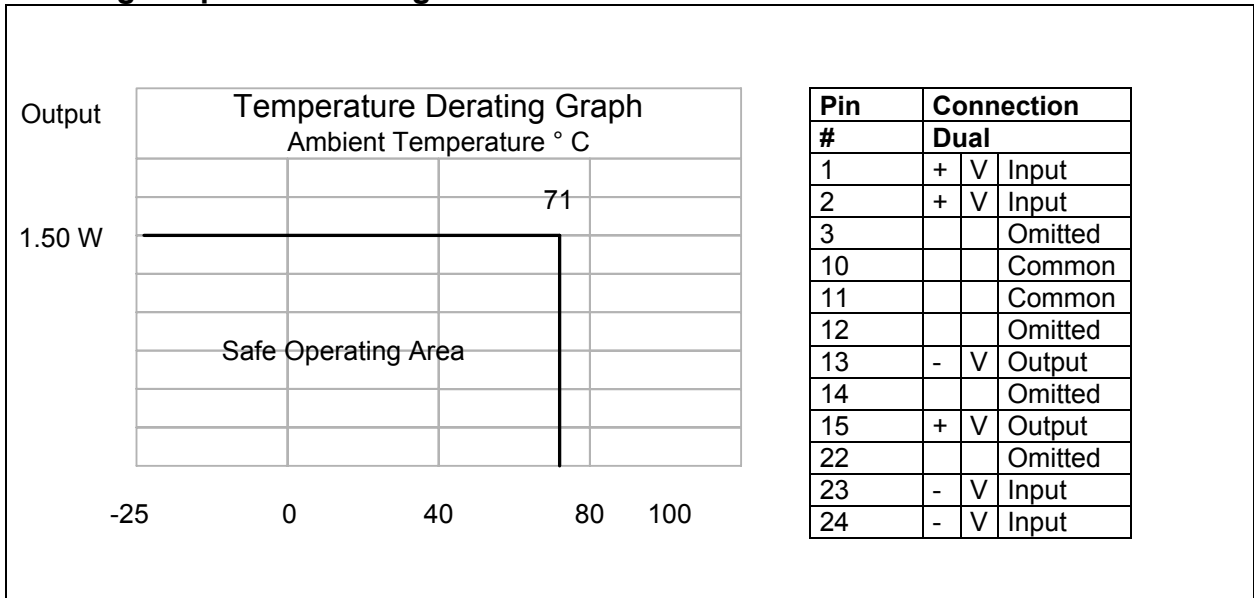 Output
Temperature Derating Graph
Ambient Temperature ° C
71
1.50 W
Safe Operating Area
-25 0 40 80 100
Pin Connection
# Dual
1 + V Input
2 + V Input
3 Omitted
10 Common
11 Common
12 Omitted
13 - V Output
14 Omitted
15 + V Output
22 Omitted
23 - V Input
24 - V Input